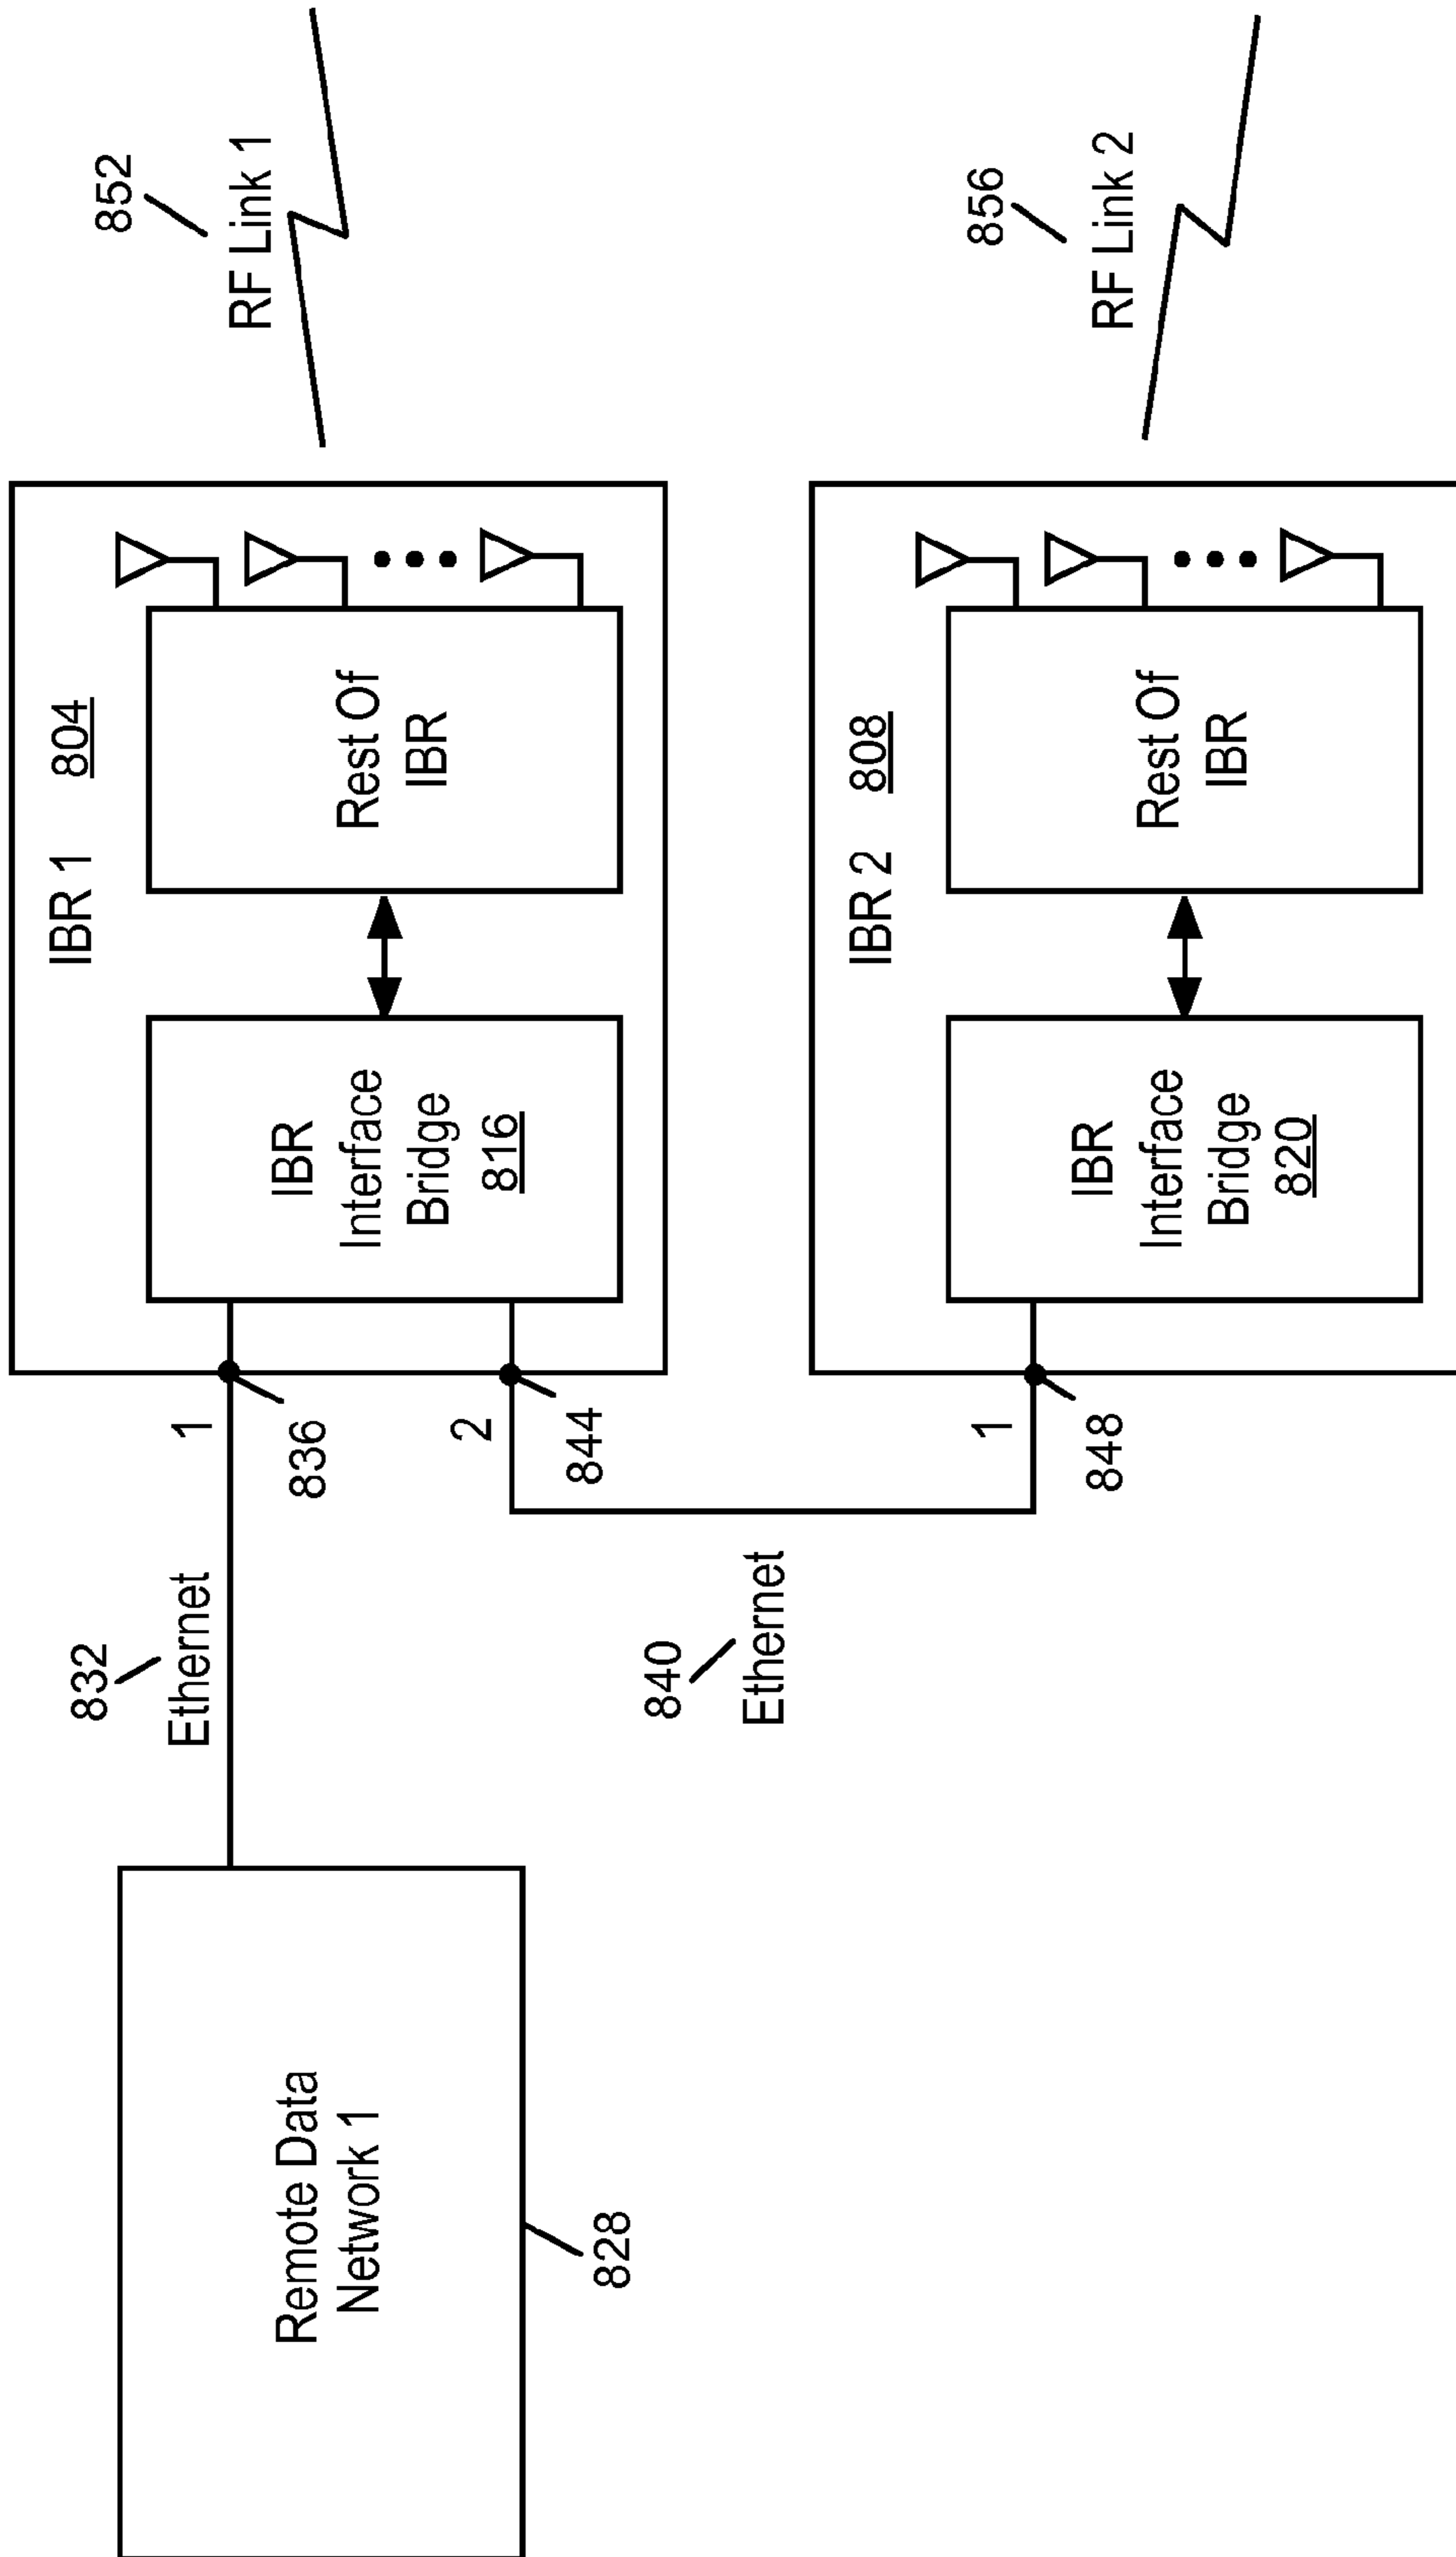 852
RF Link 1
IBR 1 804
Rest Of
IBR
IBR
Interface
Bridge
816
1
836
2
844
832
Ethernet
Remote Data
Network 1
828
840
Ethernet
856
RF Link 2
IBR 2 808
Rest Of
IBR
IBR
Interface
Bridge
820
1
848